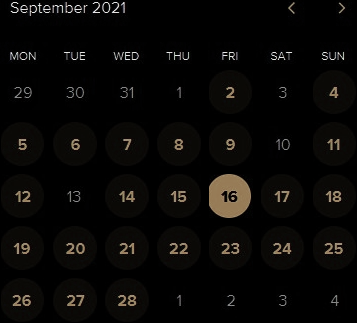 September 2021
MON TUE WED THU FRI SAT SUN
29 30 31 1 2 3 4
5 6 7 8 9 10 11
12 13 14 15 16 17 18
19 20 21 22 23 24 25
26 27 28 1 2 3 4